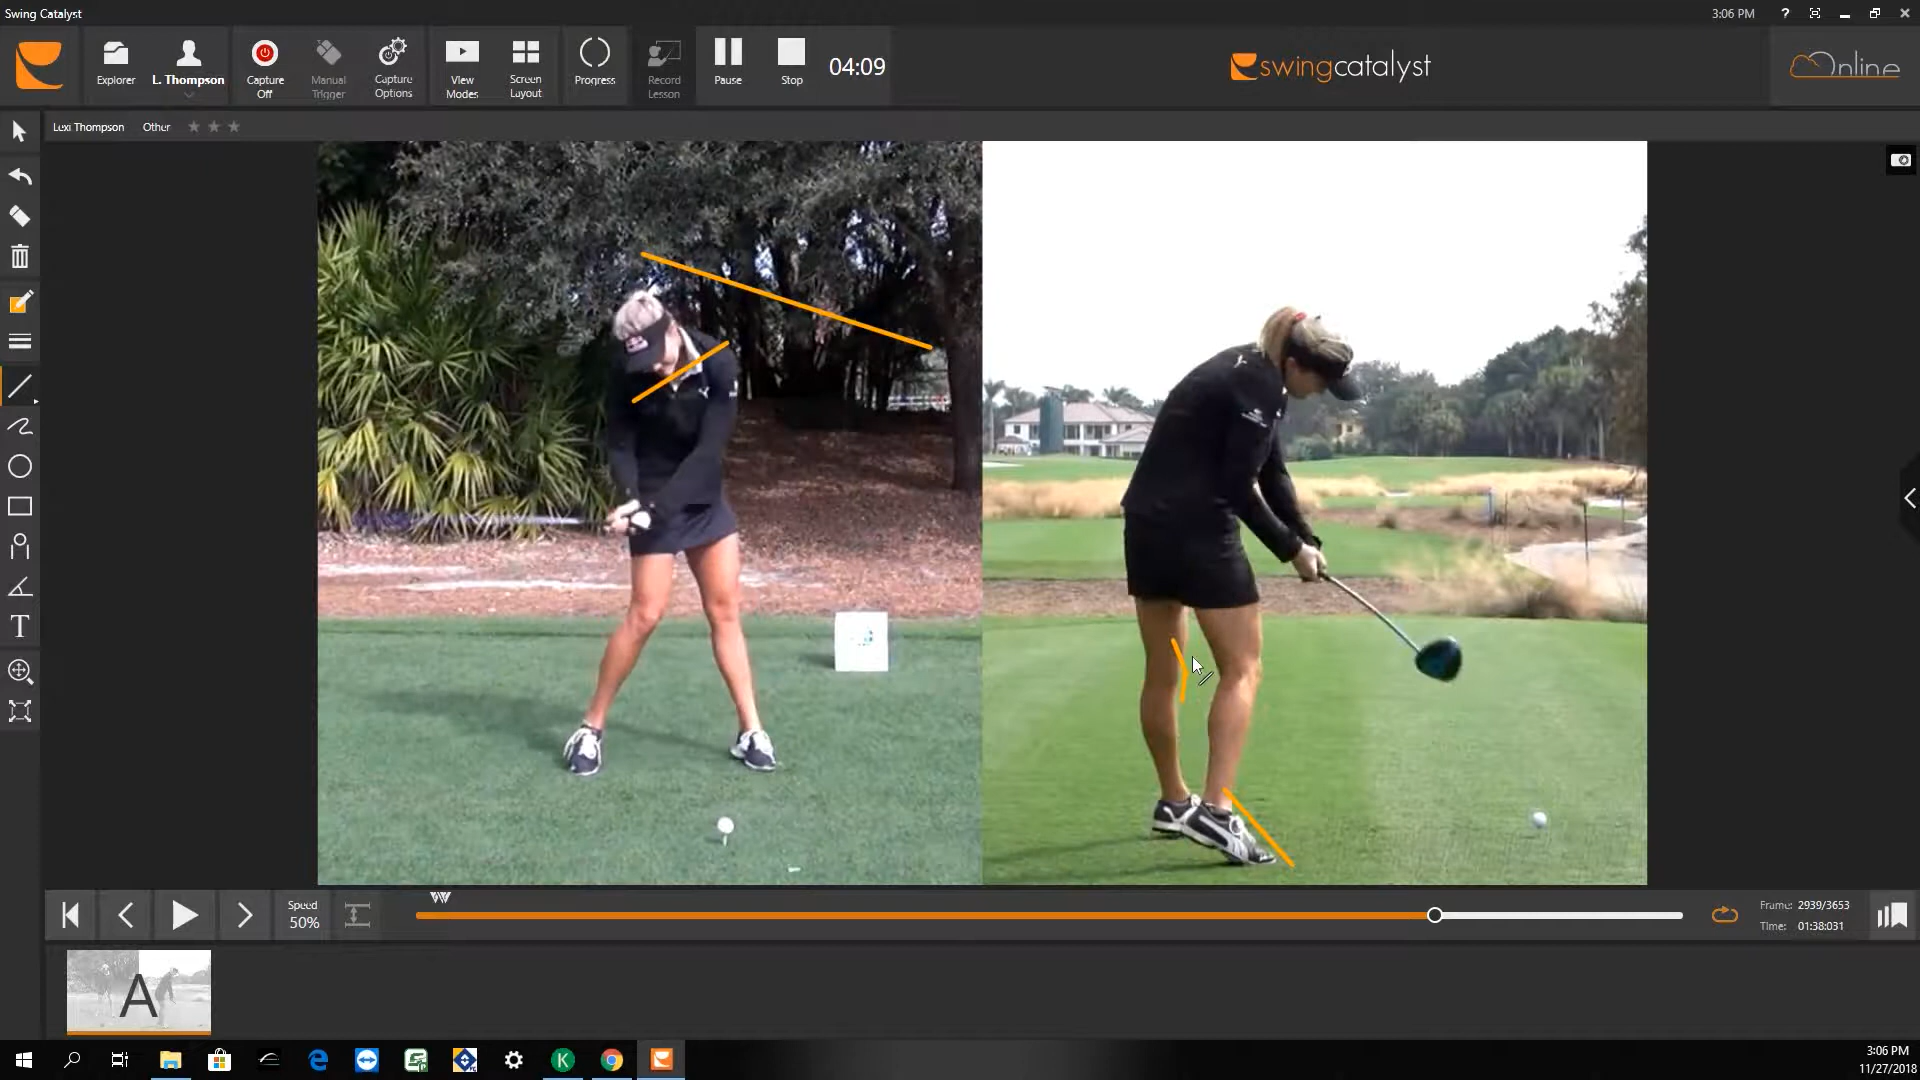 Swing Catalyst
3:06 PM
?
Explorer
L. Thompson
Capture
Off
Manual
Trigger
Capture
Options
View
Modes
Screen
Layout
Progress
Record
Lesson
Pause
Stop
04:09
swingcatalyst
Online
Lexi Thompson
Other
T
Speed
50%
Frame: 2939/3653
Time: 01:38:031
A
K
3:06 PM
11/27/2018